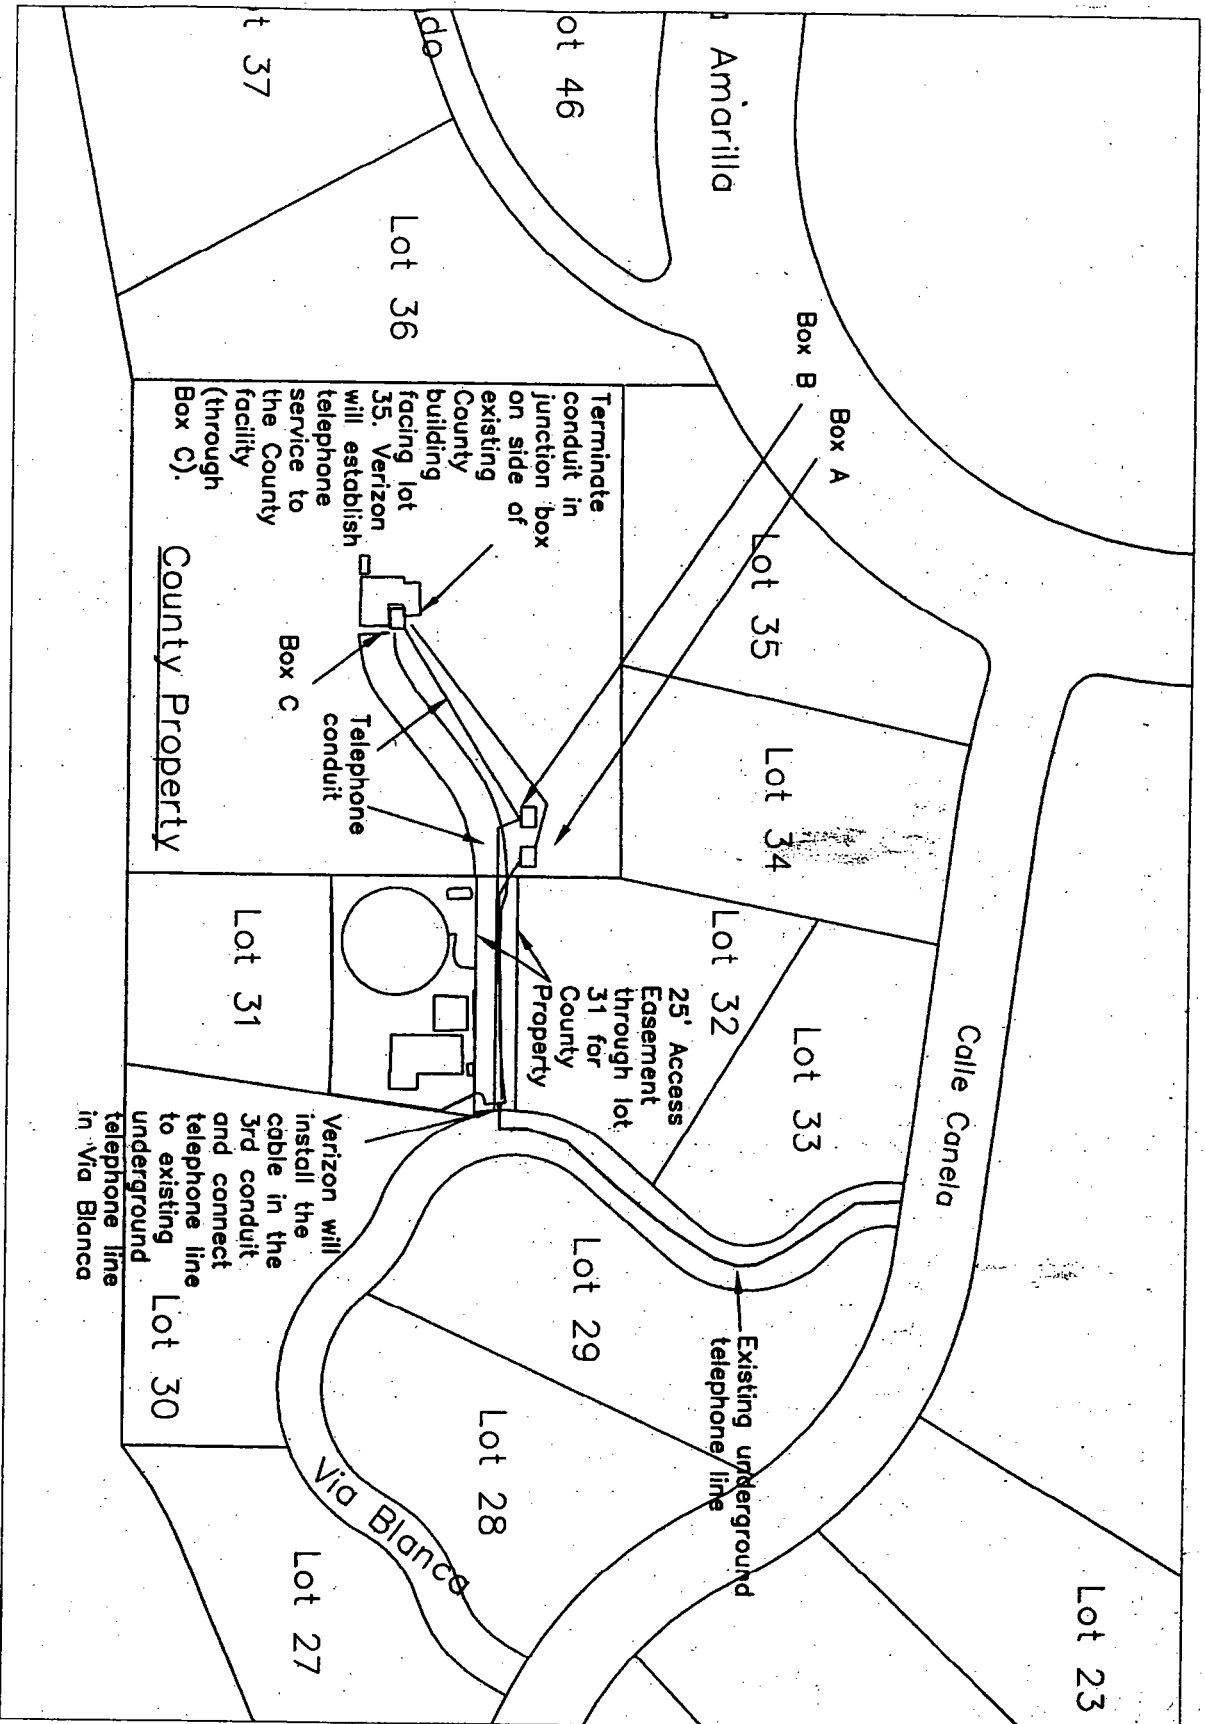 Amarilla
ot 46
do
t 37
Lot 36
Box B
Box A
Terminate
conduit in
junction box
on side of
existing
County
building
facing lot
35. Verizon
will establish
telephone
service to
the County
facility
(through
Box C).
Lot 35
Lot 34
County Property
Box C
Telephone
conduit
Lot 31
Lot 32
Lot 33
25' Access
Easement
through lot
31 for
County
Property
Calle Canela
Verizon will
install the
cable in the
3rd conduit
and connect
telephone line
to existing
underground
telephone line
in Via Blanca
Lot 29
Existing underground
telephone line
Lot 30
Lot 28
Via Blanca
Lot 27
Lot 23